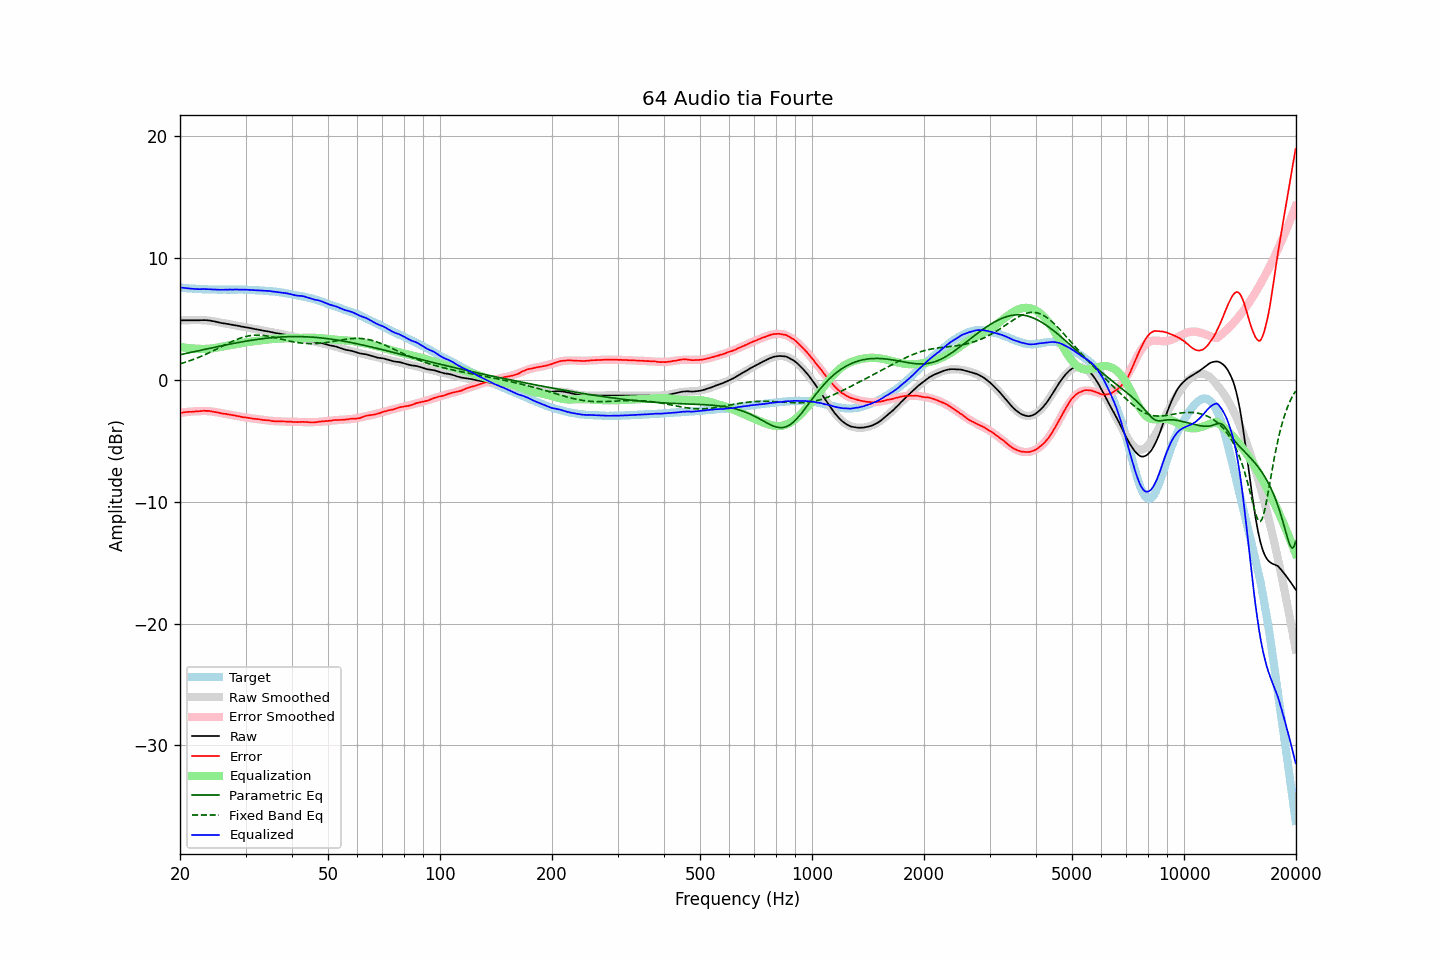 64 Audio tia Fourte
Amplitude (dBr)
20
10
0
−10
−20
−30
Target
Raw Smoothed
Error Smoothed
Raw
Error
Equalization
Parametric Eq
Fixed Band Eq
Equalized
20 50 100 200 500 1000 2000 5000 10000 20000
Frequency (Hz)